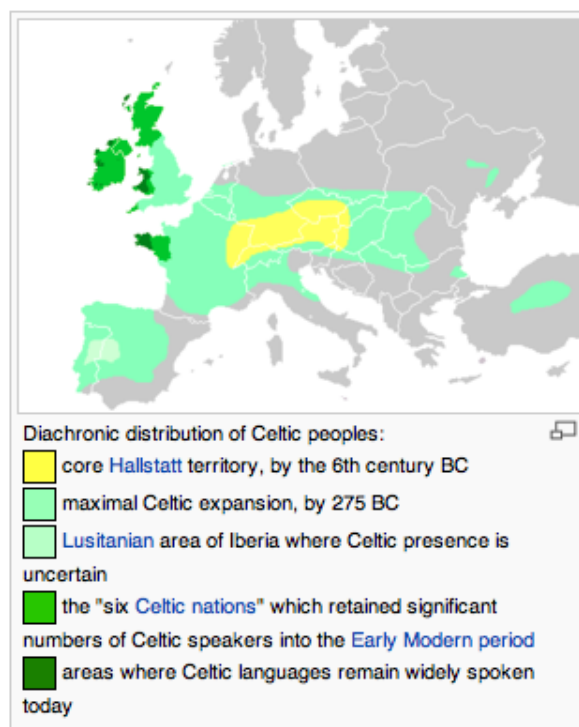 Diachronic distribution of Celtic peoples:
core Hallstatt territory, by the 6th century BC
maximal Celtic expansion, by 275 BC
Lusitanian area of Iberia where Celtic presence is
uncertain
the "six Celtic nations" which retained significant
numbers of Celtic speakers into the Early Modern period
areas where Celtic languages remain widely spoken
today